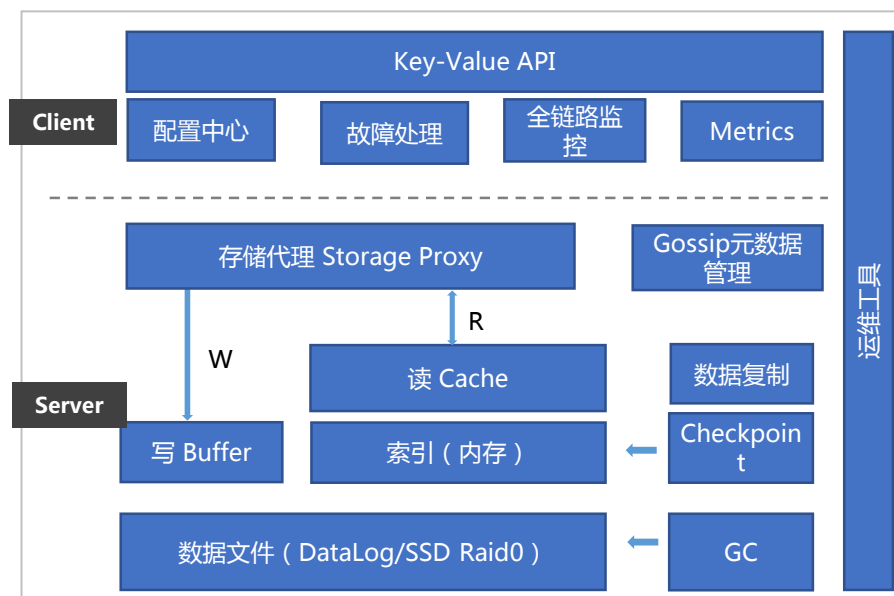 Key-Value API
Client
配置中心
故障处理
全链路监
控
Metrics
存储代理 Storage Proxy
Gossip元数据
管理
运维工具
R
W
读 Cache
数据复制
Server
写 Buffer
索引（内存）
Checkpoin
t
数据文件（DataLog/SSD Raid0）
GC